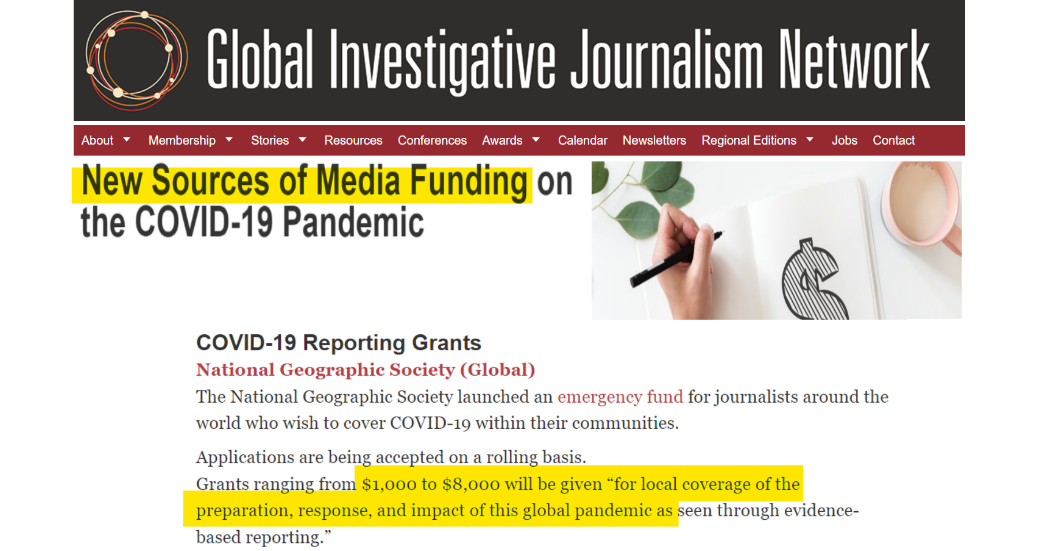 Global Investigative Journalism Network
About Membership Stories Resources Conferences Awards Calendar Newsletters Regional Editions Jobs Contact
New Sources of Media Funding on
the COVID-19 Pandemic
$
COVID-19 Reporting Grants
National Geographic Society (Global)
The National Geographic Society launched an emergency fund for journalists around the
world who wish to cover COVID-19 within their communities.
Applications are being accepted on a rolling basis.
Grants ranging from $1,000 to $8,000 will be given “for local coverage of the
preparation, response, and impact of this global pandemic as seen through evidence-
based reporting.”